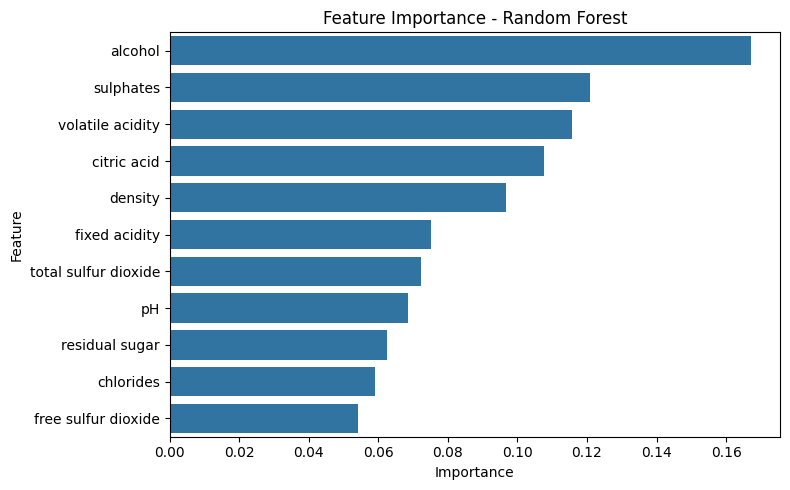 Feature Importance - Random Forest
Feature
alcohol
sulphates
volatile acidity
citric acid
density
fixed acidity
total sulfur dioxide
pH
residual sugar
chlorides
free sulfur dioxide
0.00 0.02 0.04 0.06 0.08 0.10 0.12 0.14 0.16
Importance